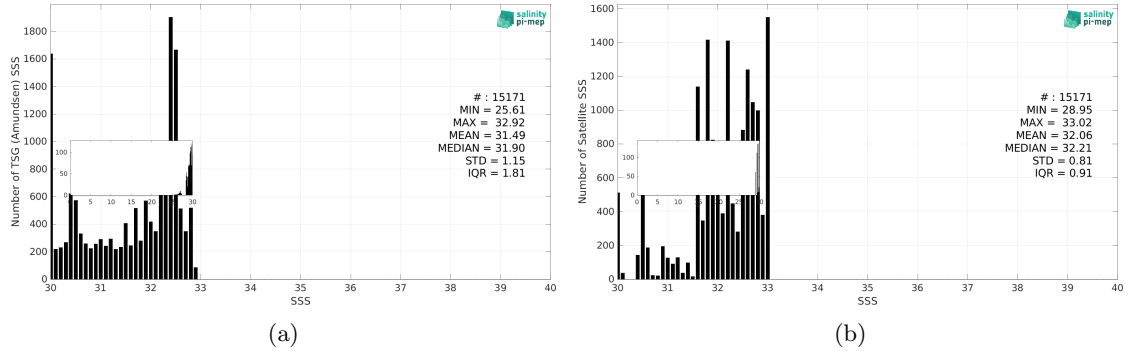 1800
1600
1400
1200
1000
800
600
400
200
0
Number of TSG (Amundsen) SSS
salinity
pi-mep
# : 15171
MIN = 25.61
MAX = 32.92
MEAN = 31.49
MEDIAN = 31.90
STD = 1.15
IQR = 1.81
100
50
0
0 5 10 15 20 25 30
30 31 32 33 34 35 36 37 38 39 40
SSS
(a)
1600
1400
1200
1000
800
600
400
200
0
Number of Satellite SSS
salinity
pi-mep
# : 15171
MIN = 28.95
MAX = 33.02
MEAN = 32.06
MEDIAN = 32.21
STD = 0.81
IQR = 0.91
100
50
0
0 5 10 15 20 25 30
30 31 32 33 34 35 36 37 38 39 40
SSS
(b)